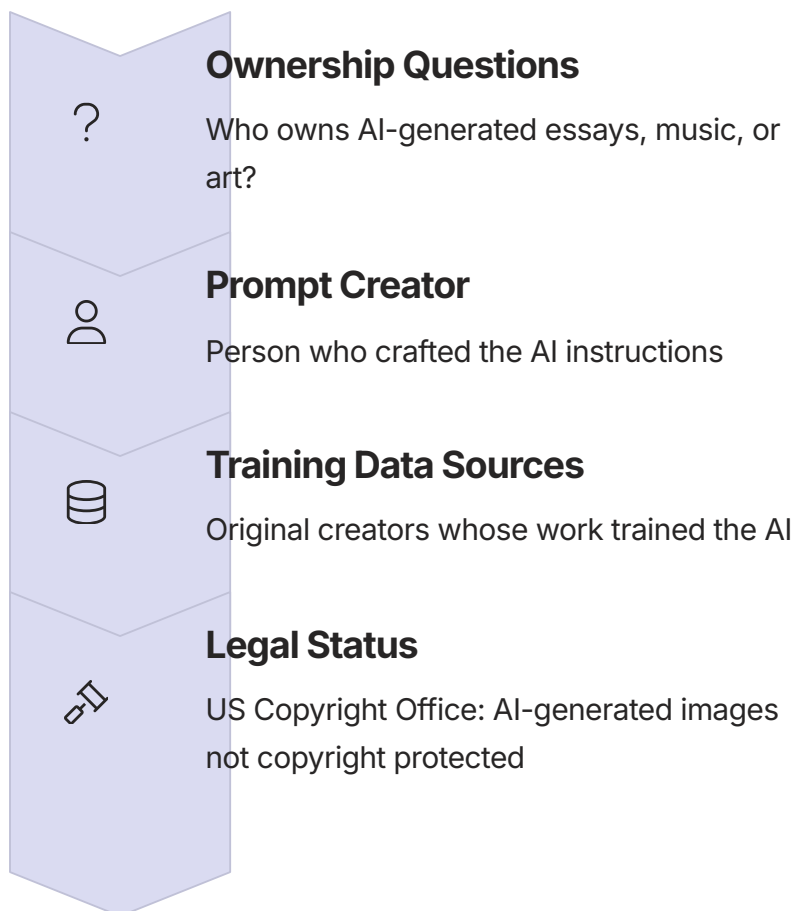 Ownership Questions
Who owns AI-generated essays, music, or
art?
Prompt Creator
Person who crafted the AI instructions
Training Data Sources
Original creators whose work trained the AI
Legal Status
US Copyright Office: AI-generated images
not copyright protected